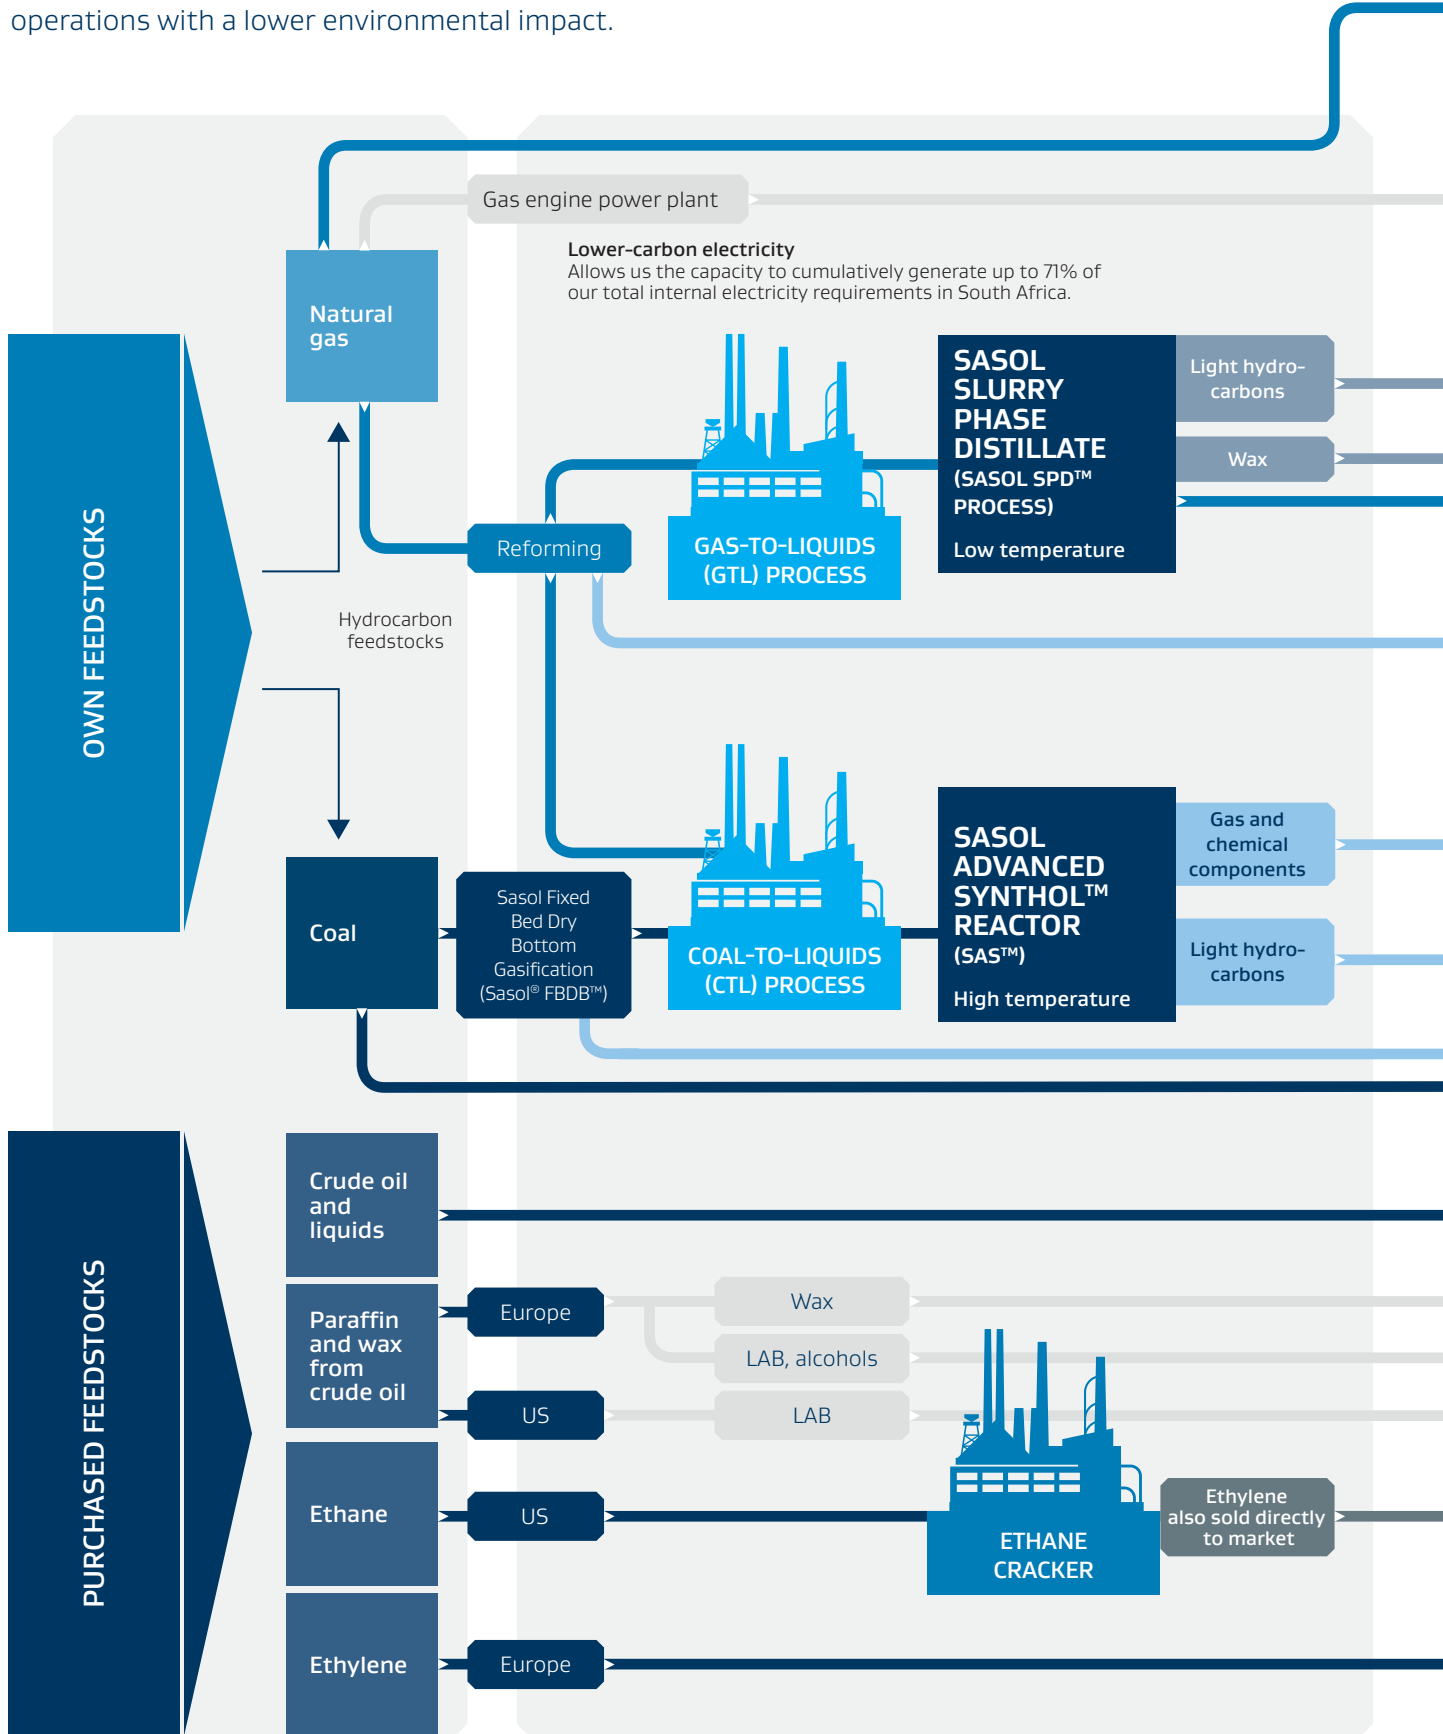 operations with a lower environmental impact.
Gas engine power plant
Lower-carbon electricity
Allows us the capacity to cumulatively generate up to 71% of
our total internal electricity requirements in South Africa.
Natural
gas
OWN FEEDSTOCKS
Hydrocarbon
feedstocks
Reforming
GAS-TO-LIQUIDS
(GTL) PROCESS
SASOL
SLURRY
PHASE
DISTILLATE
(SASOL SPD™
PROCESS)
Low temperature
Light hydro-
carbons
Wax
Coal
Sasol Fixed
Bed Dry
Bottom
Gasification
(Sasol® FBDB™)
COAL-TO-LIQUIDS
(CTL) PROCESS
SASOL
ADVANCED
SYNTHOL™
REACTOR
(SAS™)
High temperature
Gas and
chemical
components
Light hydro-
carbons
PURCHASED FEEDSTOCKS
Crude oil
and
liquids
Paraffin
and wax
from
crude oil
Europe
Wax
LAB, alcohols
US
LAB
Ethane
US
ETHANE
CRACKER
Ethylene
also sold directly
to market
Ethylene
Europe